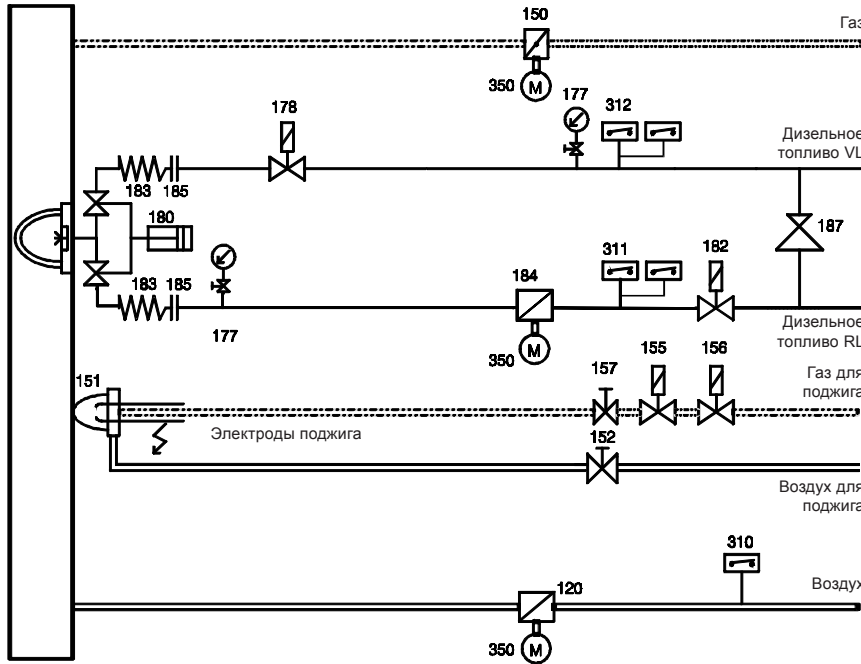 150
Газ
350
M
177
312
178
Дизельное
топливо VL
183
185
180
187
311
182
184
183
185
177
350
M
Дизельное
топливо RL
157
155
156
Газ для
поджига
151
Электроды поджига
152
Воздух для
поджига
310
120
Воздух
350
M